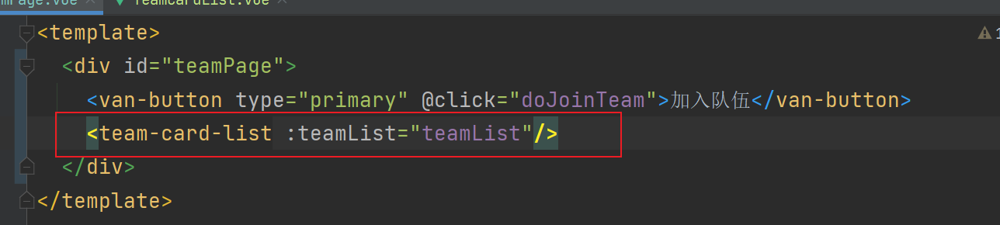 mPage.vue × TeamCardList.vue ×
<template>
1
<div id="teamPage">
<van-button type="primary" @click="doJoinTeam">加入队伍</van-button>
<team-card-list :teamList="teamList"/>
</div>
</template>